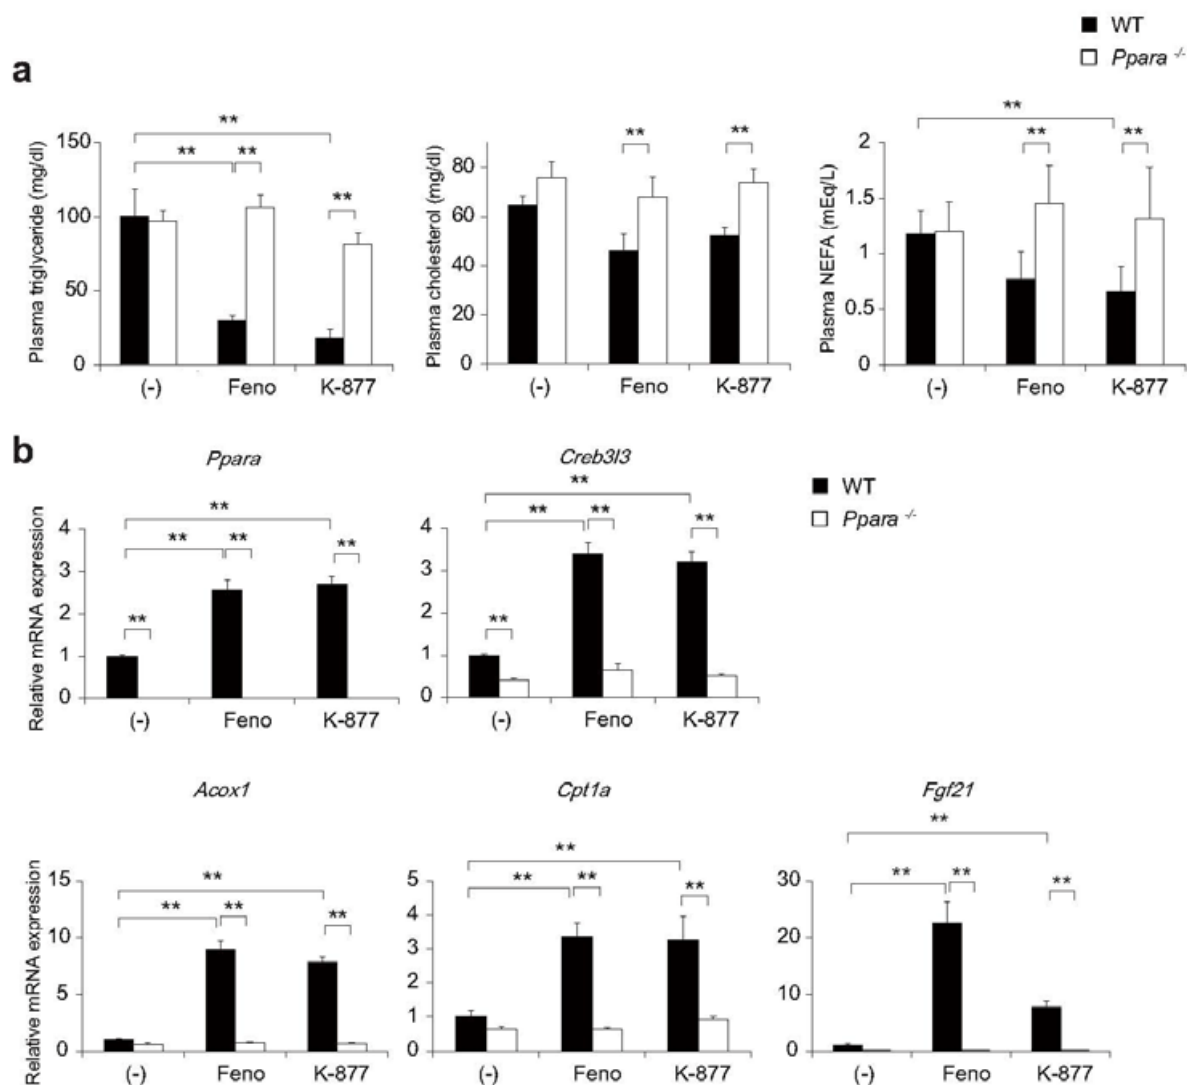 WT
Ppara -/-
a
Plasma triglyceride (mg/dl)
150
100
50
0
**
**
**
**
(-) Feno K-877
Plasma cholesterol (mg/dl)
80
60
40
20
0
** **
(-) Feno K-877
Plasma NEFA (mEq/L)
2
1.5
1
0.5
0
**
** **
(-) Feno K-877
b
Ppara
Relative mRNA expression
4
3
2
1
0
**
** **
**
**
(-) Feno K-877
Creb3l3
4
3
2
1
0
**
** **
**
**
(-) Feno K-877
WT
Ppara -/-
Acox1
Relative mRNA expression
15
10
5
0
**
** **
**
(-) Feno K-877
Cpt1a
5
4
3
2
1
0
**
** **
**
(-) Feno K-877
Fgf21
30
20
10
0
**
** **
**
(-) Feno K-877